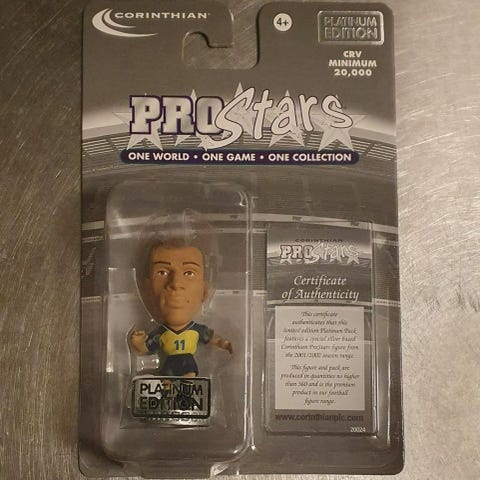 CORINTHIAN
4+
PLATINUM
EDITION
CRV
MINIMUM
20,000
PROStars
ONE WORLD • ONE GAME • ONE COLLECTION
CORINTHIAN
PROStars
Certificate
of Authenticity
This certificate
authenticates that this
limited edition Platinum Pack
features a special silver based
Corinthian ProStars figure from
the 2001/2002 season range.
This figure and pack are
produced in quantities no higher
than 360 and is the premium
product in our football
figure range.
www.corinthianplc.com
20024
11
PLATINUM
EDITION